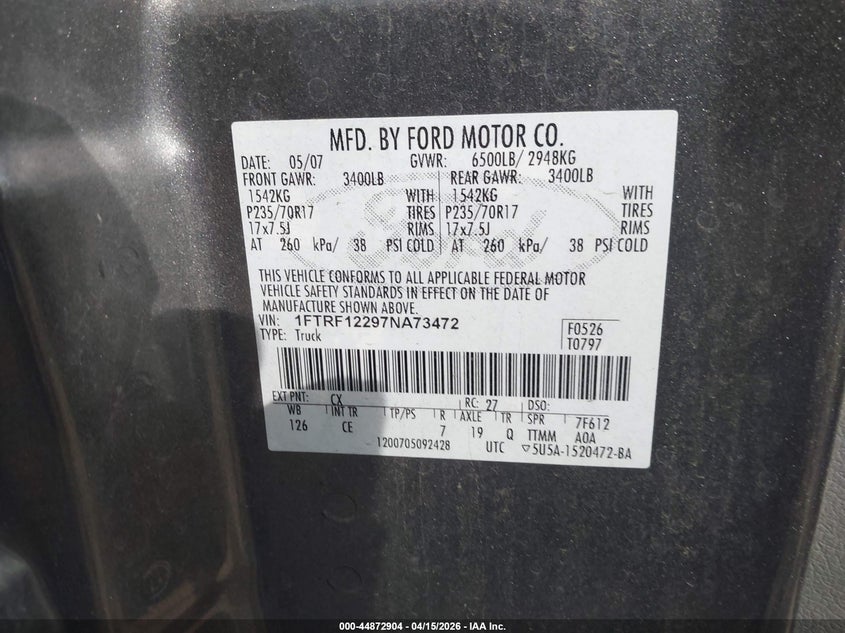 MFD. BY FORD MOTOR CO.
DATE: 05/07 GVWR: 6500LB/ 2948KG
FRONT GAWR: 3400LB REAR GAWR: 3400LB
1542KG WITH 1542KG WITH
P235/70R17 TIRES P235/70R17 TIRES
17x7.5J RIMS 17x7.5J RIMS
AT 260 kPa/ 38 PSI COLD AT 260 kPa/ 38 PSI COLD
Ford
THIS VEHICLE CONFORMS TO ALL APPLICABLE FEDERAL MOTOR
VEHICLE SAFETY STANDARDS IN EFFECT ON THE DATE OF
MANUFACTURE SHOWN ABOVE.
VIN: 1FTRF12297NA73472
TYPE: Truck
F0526
T0797
EXT PNT: CX RC: 27 DSO:
WB INT TR TP/PS R AXLE TR SPR 7F612
126 CE 7 19 Q TTMM A0A
1200705092428 UTC ▽5U5A-1520472-BA
000-44872904 - 04/15/2026 - IAA Inc.